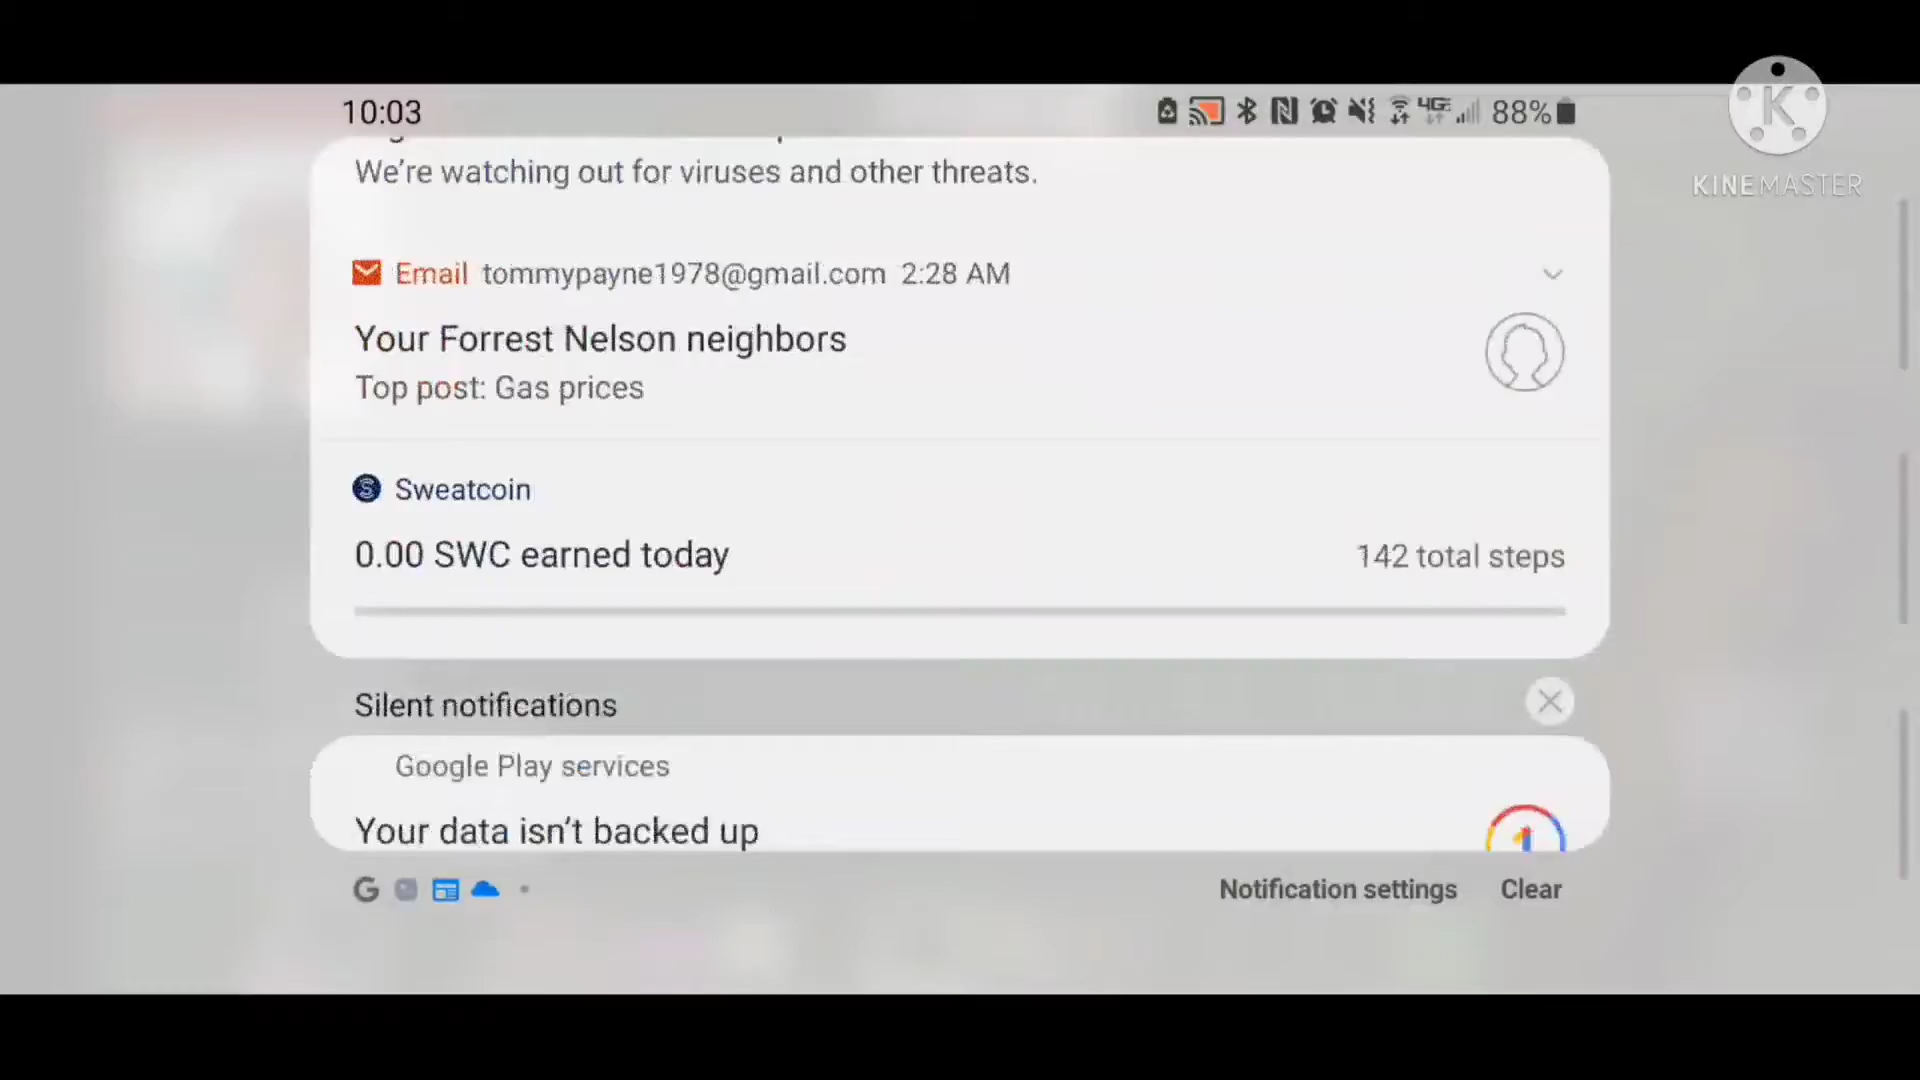 10:03
88%
KINEMASTER
We're watching out for viruses and other threats.
Email tommypayne1978@gmail.com 2:28 AM
Your Forrest Nelson neighbors
Top post: Gas prices
Sweatcoin
0.00 SWC earned today
142 total steps
Silent notifications
Google Play services
Your data isn't backed up
Notification settings Clear